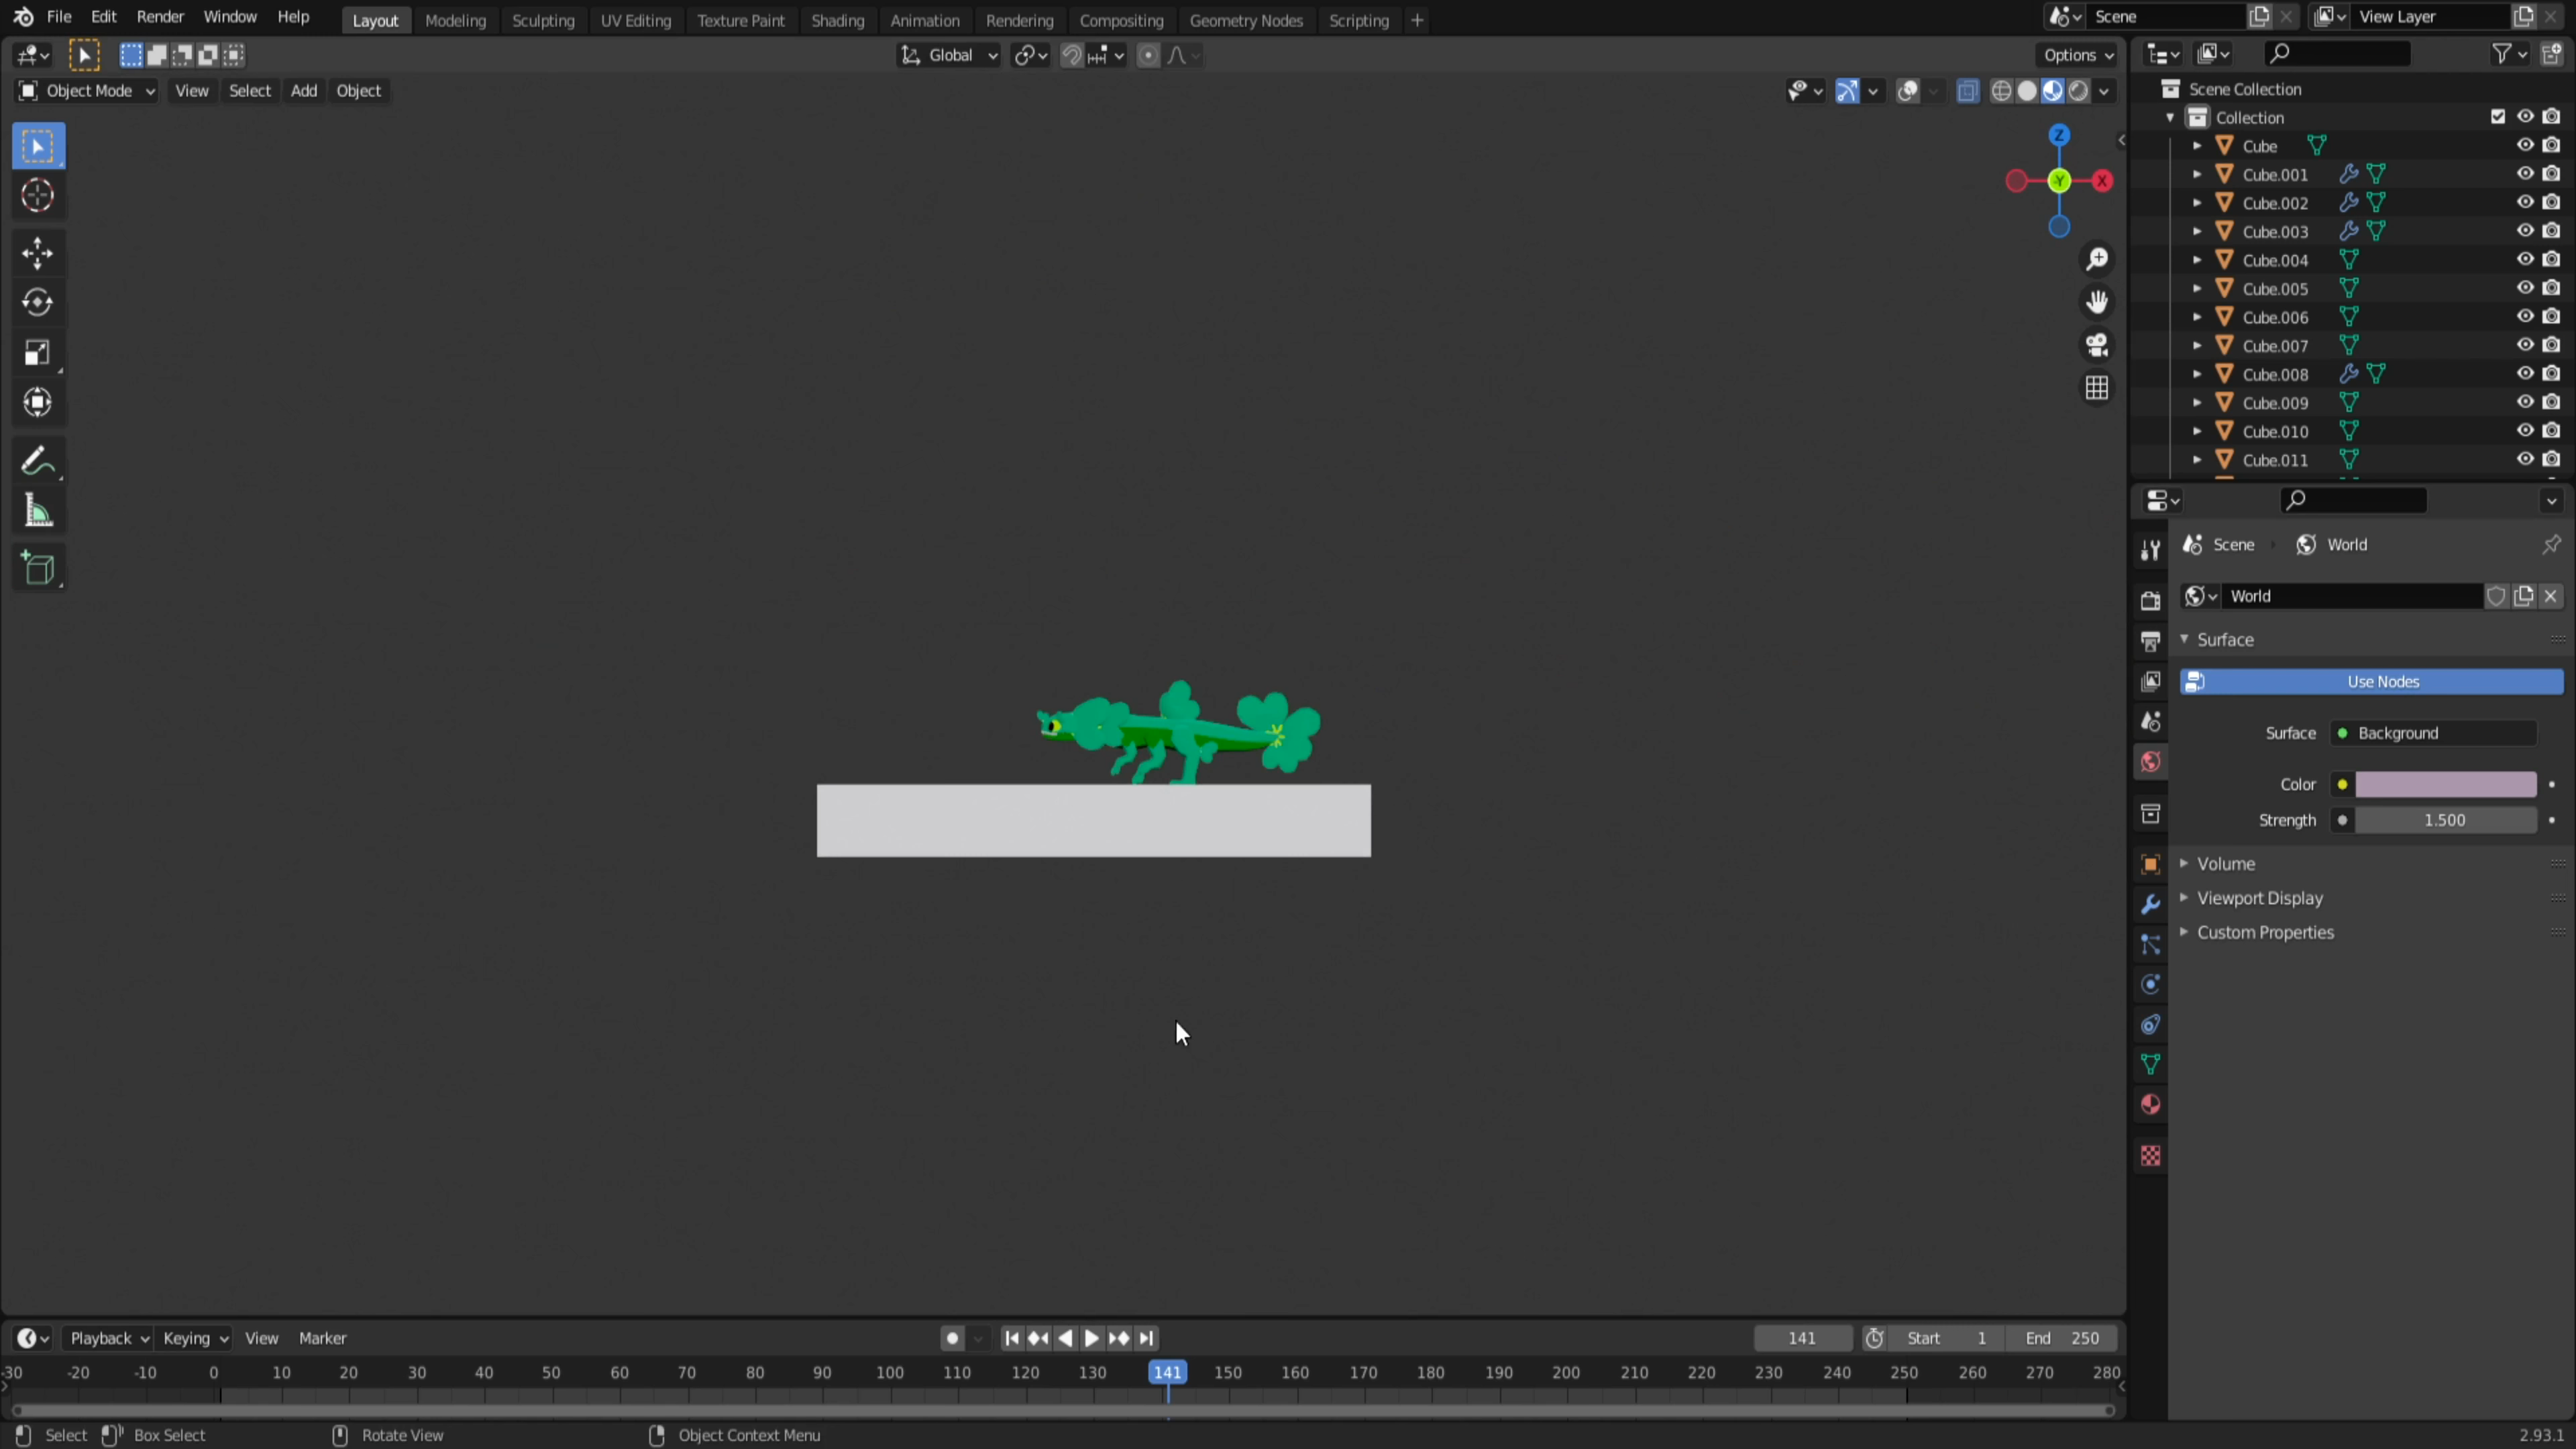 File Edit Render Window Help Layout Modeling Sculpting UV Editing Texture Paint Shading Animation Rendering Compositing Geometry Nodes Scripting + Scene View Layer
Global Options
Object Mode View Select Add Object
Scene Collection
Collection
Cube
Cube.001
Cube.002
Cube.003
Cube.004
Cube.005
Cube.006
Cube.007
Cube.008
Cube.009
Cube.010
Cube.011
Z
-Y
X
Scene World
World
Surface
Use Nodes
Surface Background
Color
Strength 1.500
Volume
Viewport Display
Custom Properties
Playback Keying View Marker 141 Start 1 End 250
-30 -20 -10 0 10 20 30 40 50 60 70 80 90 100 110 120 130 141 150 160 170 180 190 200 210 220 230 240 250 260 270 280
Select Box Select Rotate View Object Context Menu 2.93.1